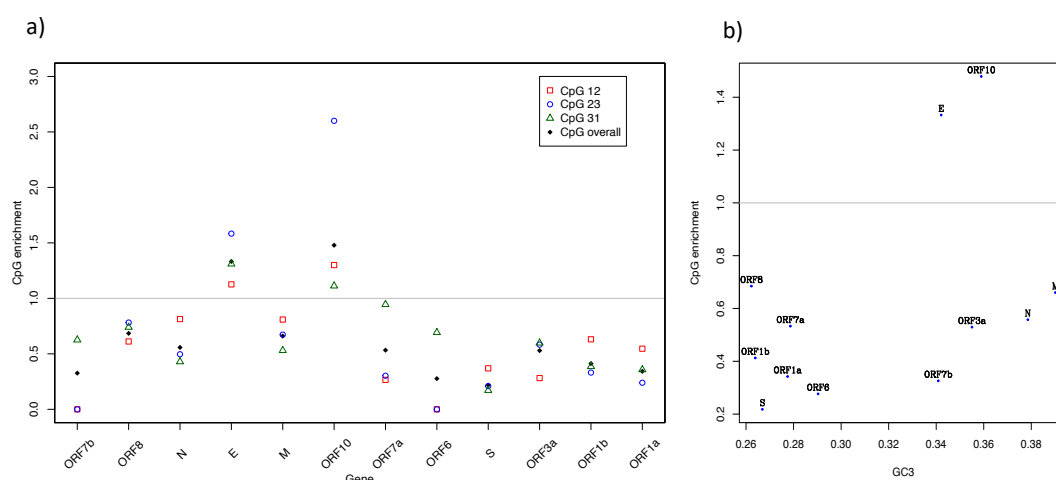 a)
CpG enrichment
3.0
2.5
2.0
1.5
1.0
0.5
0.0
CpG 12
CpG 23
CpG 31
CpG overall
ORF7b ORF8 N E M ORF10 ORF7a ORF6 S ORF3a ORF1b ORF1a
Gene
b)
CpG enrichment
1.4
1.2
1.0
0.8
0.6
0.4
0.2
ORF10
E
ORF8
M
N
ORF7a
ORF3a
ORF1b
ORF1a
ORF7b
ORF6
S
0.26 0.28 0.30 0.32 0.34 0.36 0.38
GC3